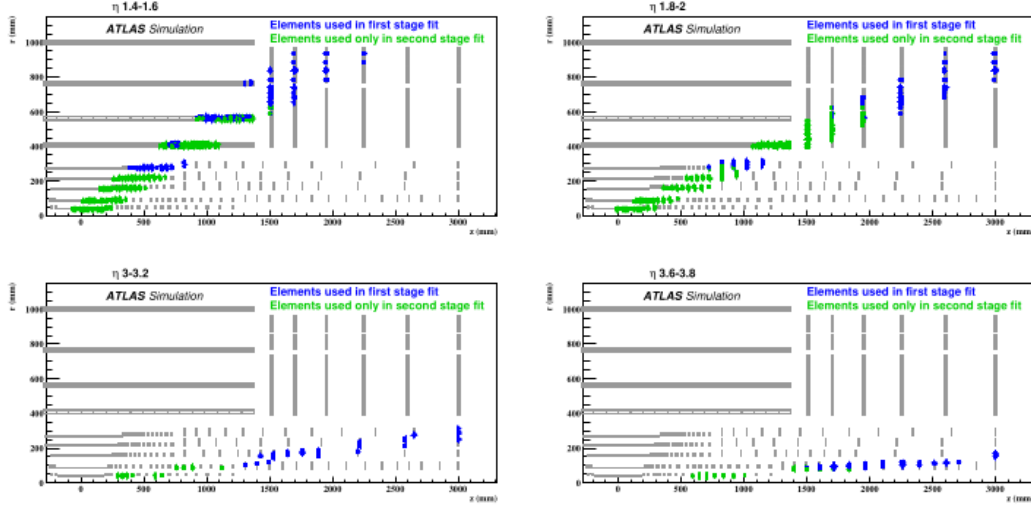 η 1.4-1.6
r (mm)
ATLAS Simulation
Elements used in first stage fit
Elements used only in second stage fit
1000
800
600
400
200
0
0 500 1000 1500 2000 2500 3000
z (mm)
η 1.8-2
r (mm)
ATLAS Simulation
Elements used in first stage fit
Elements used only in second stage fit
1000
800
600
400
200
0
0 500 1000 1500 2000 2500 3000
z (mm)
η 3-3.2
r (mm)
ATLAS Simulation
Elements used in first stage fit
Elements used only in second stage fit
1000
800
600
400
200
0
0 500 1000 1500 2000 2500 3000
z (mm)
η 3.6-3.8
r (mm)
ATLAS Simulation
Elements used in first stage fit
Elements used only in second stage fit
1000
800
600
400
200
0
0 500 1000 1500 2000 2500 3000
z (mm)